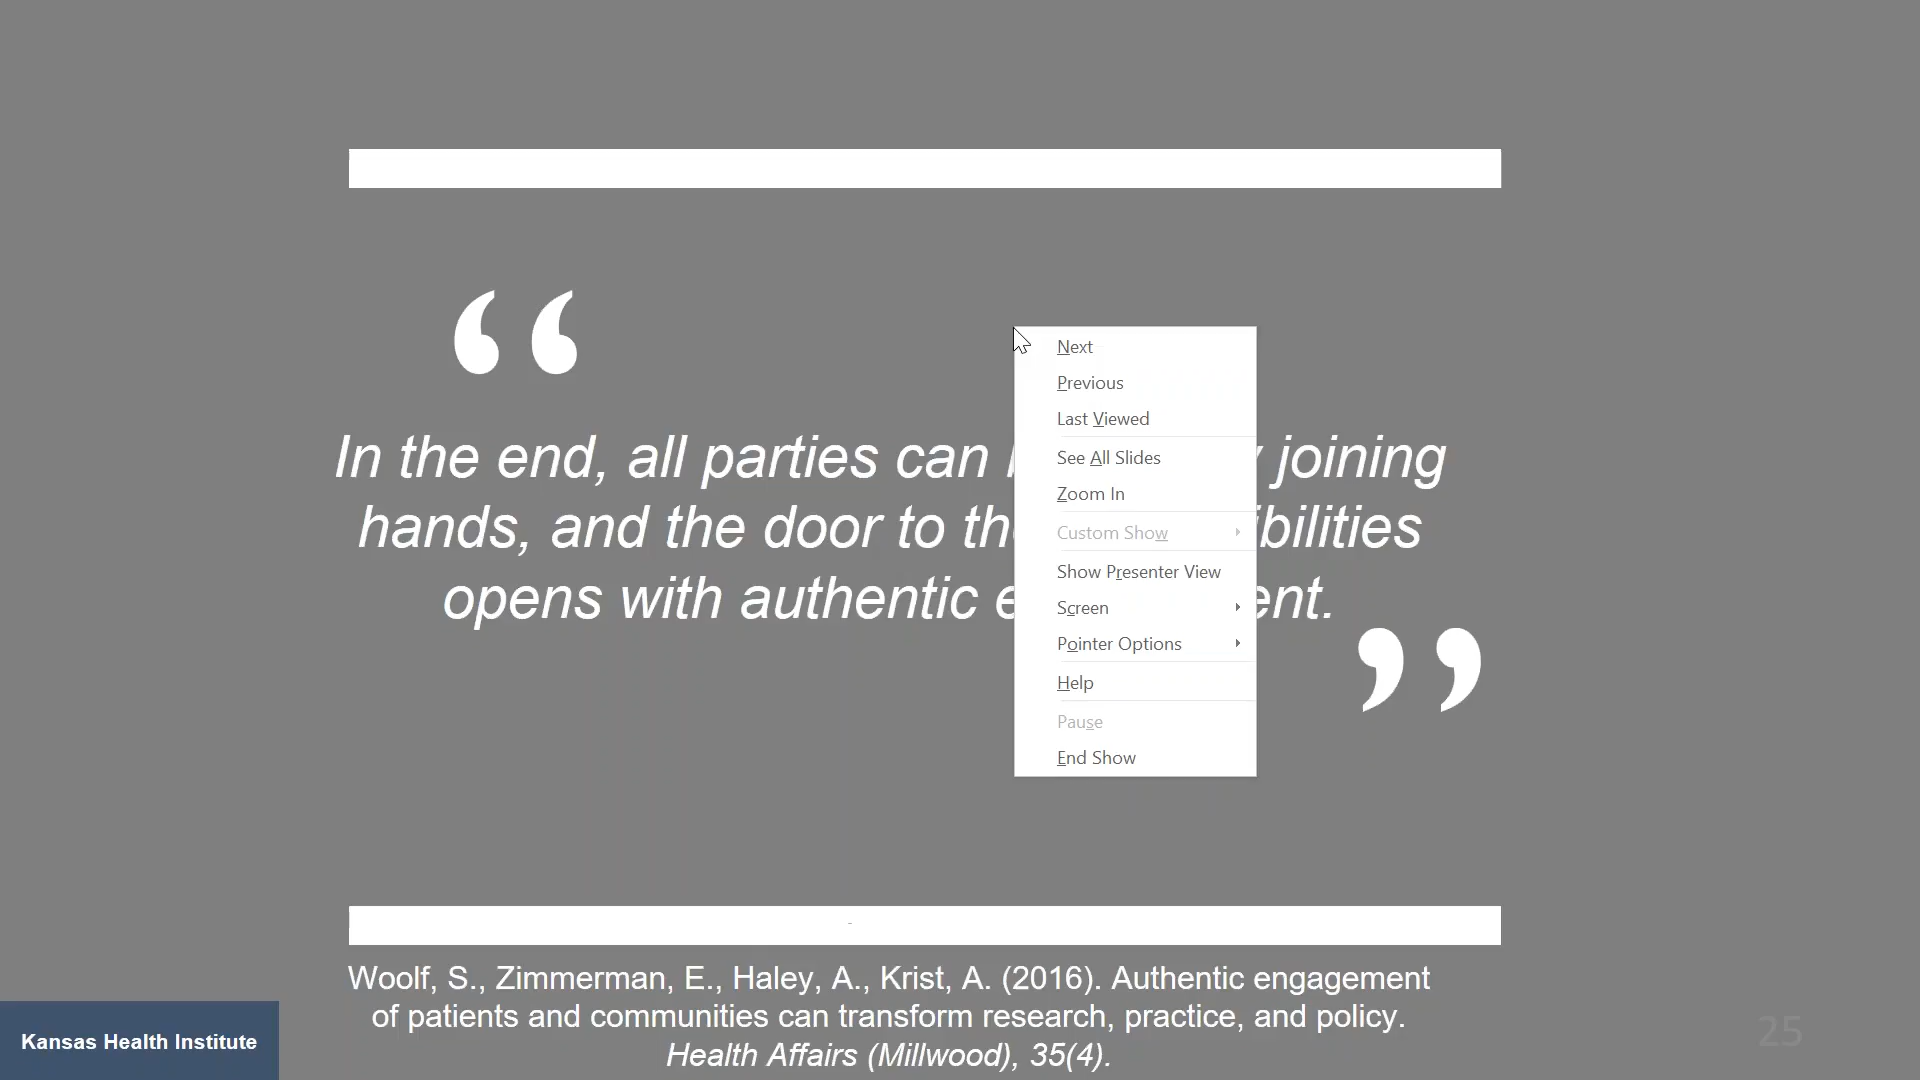 “
In the end, all parties can joining
hands, and the door to
opens with authentic
”
Next
Previous
Last Viewed
See All Slides
Zoom In
Custom Show
Show Presenter View
Screen
Pointer Options
Help
Pause
End Show
Woolf, S., Zimmerman, E., Haley, A., Krist, A. (2016). Authentic engagement
of patients and communities can transform research, practice, and policy.
Health Affairs (Millwood), 35(4).
Kansas Health Institute
25